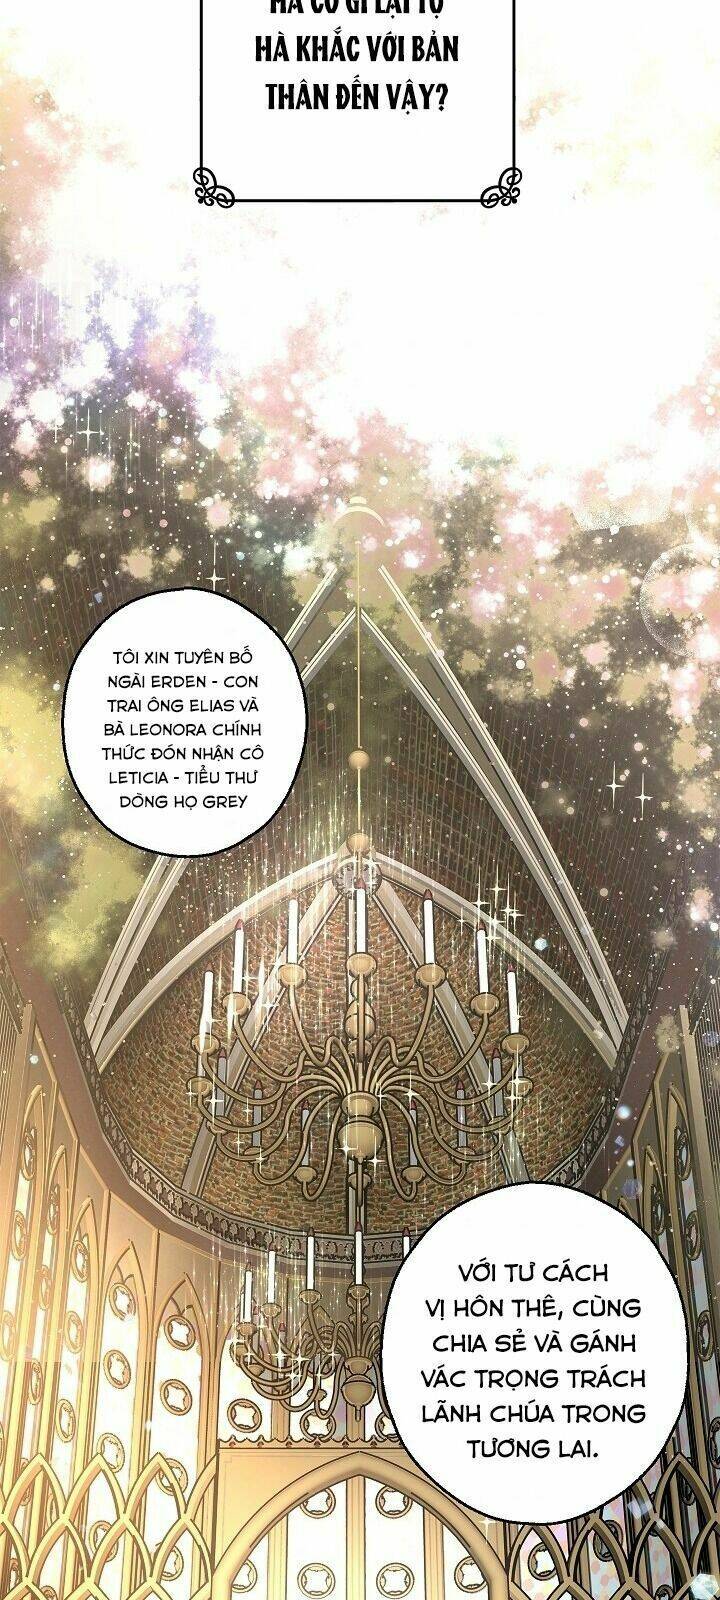 HÀ CỚ GÌ LẠI TỰ
HÀ KHẮC VỚI BẢN
THÂN ĐẾN VẬY?
TÔI XIN TUYÊN BỐ
NGÀI ERDEN - CON
TRAI ÔNG ELIAS VÀ
BÀ LEONORA CHÍNH
THỨC ĐÓN NHẬN CÔ
LETICIA - TIỂU THƯ
DÒNG HỌ GREY
VỚI TƯ CÁCH
VỊ HÔN THÊ, CÙNG
CHIA SẺ VÀ GÁNH
VÁC TRỌNG TRÁCH
LÃNH CHÚA TRONG
TƯƠNG LAI.